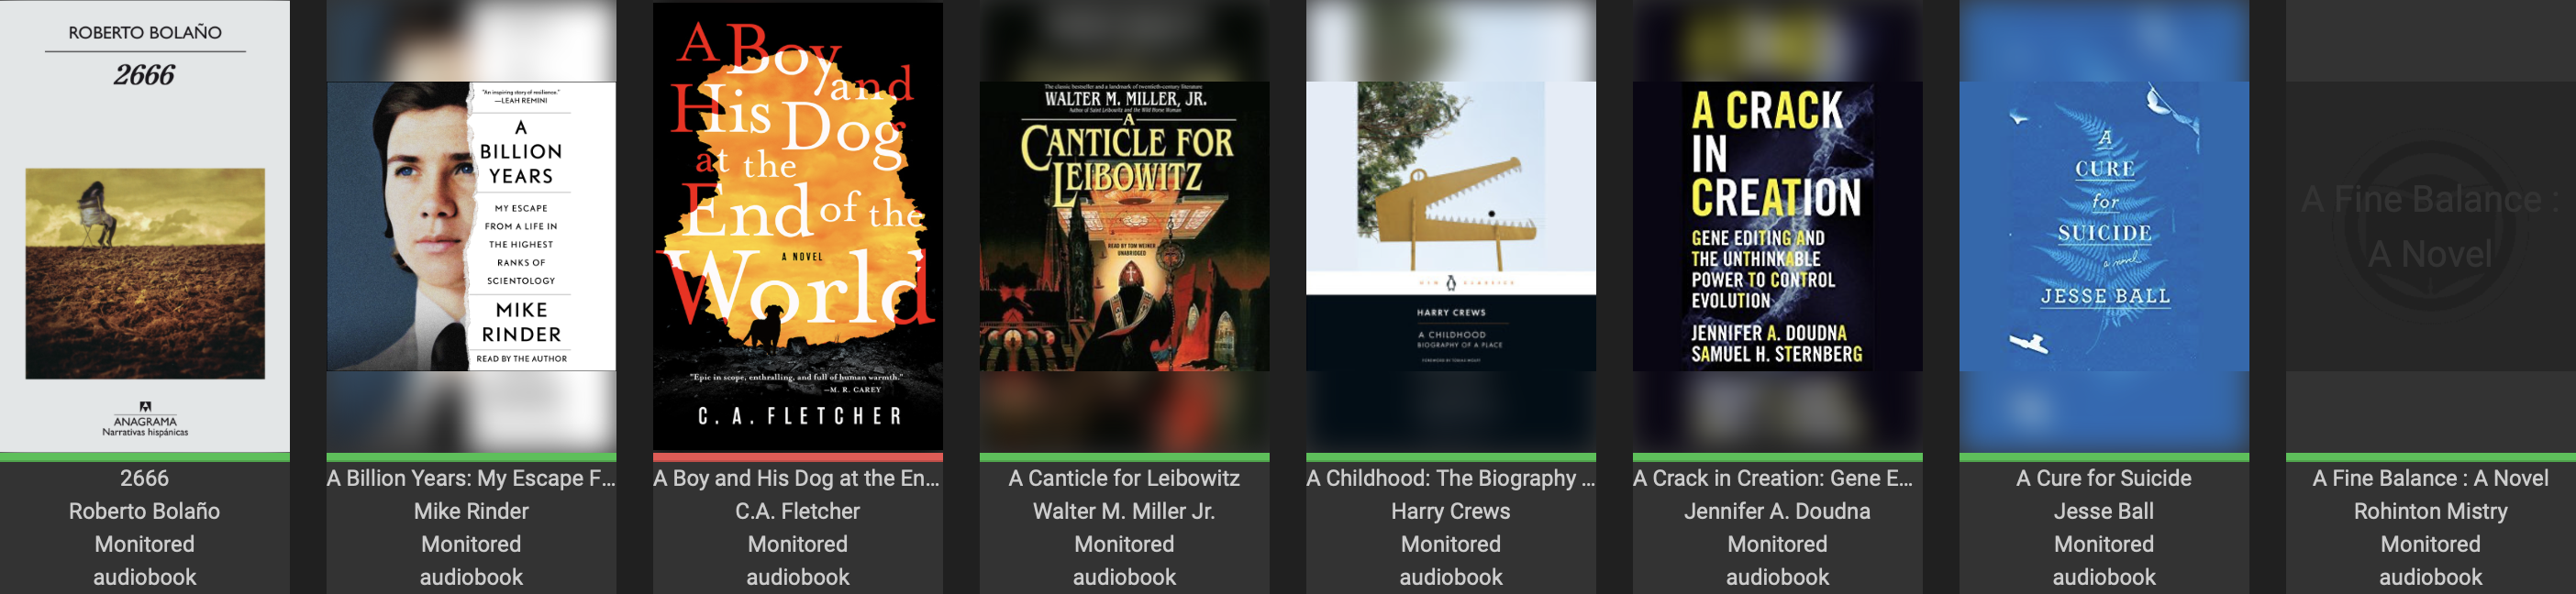 ROBERTO BOLAÑO
2666
ANAGRAMA
Narrativas hispánicas
2666
Roberto Bolaño
Monitored
audiobook
"An inspiring story of resilience."
—LEAH REMINI
A
BILLION
YEARS
MY ESCAPE
FROM A LIFE IN
THE HIGHEST
RANKS OF
SCIENTOLOGY
MIKE
RINDER
READ BY THE AUTHOR
A Billion Years: My Escape F...
Mike Rinder
Monitored
audiobook
A Boy
and
His Dog
at the
End of the
World
A NOVEL
"Epic in scope, enthralling, and full of human warmth."
—M. R. CAREY
C. A. FLETCHER
A Boy and His Dog at the En...
C.A. Fletcher
Monitored
audiobook
The classic bestseller and a landmark of twentieth-century literature
WALTER M. MILLER, JR.
Author of Saint Leibowitz and the Wild Horse Woman
A
CANTICLE FOR
LEIBOWITZ
READ BY TOM WEINER
UNABRIDGED
A Canticle for Leibowitz
Walter M. Miller Jr.
Monitored
audiobook
CLASSICS
HARRY CREWS
A CHILDHOOD
BIOGRAPHY OF A PLACE
FOREWORD BY TOBIAS WOLFF
A Childhood: The Biography ...
Harry Crews
Monitored
audiobook
A CRACK
IN
CREATION
GENE EDITING AND
THE UNTHINKABLE
POWER TO CONTROL
EVOLUTION
JENNIFER A. DOUDNA
SAMUEL H. STERNBERG
A Crack in Creation: Gene E...
Jennifer A. Doudna
Monitored
audiobook
A
CURE
for
SUICIDE
a novel
JESSE BALL
A Cure for Suicide
Jesse Ball
Monitored
audiobook
A Fine Balance :
A Novel
A Fine Balance : A Novel
Rohinton Mistry
Monitored
audiobook